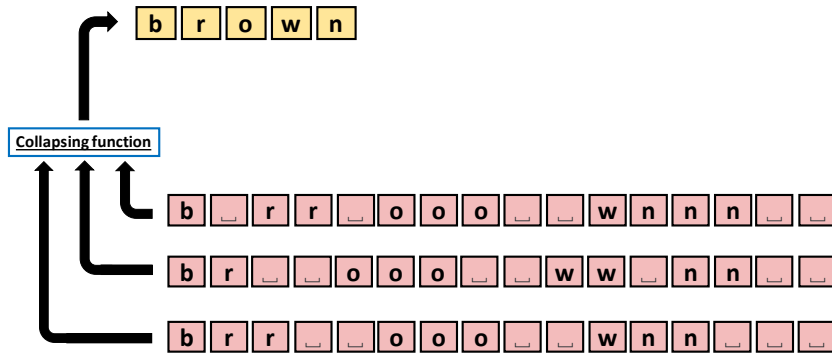 b r o w n
Collapsing function
b ␣ r r ␣ o o o ␣ ␣ w n n n ␣ ␣
b r ␣ ␣ o o o ␣ ␣ w w ␣ n n ␣ ␣
b r r ␣ ␣ o o o ␣ ␣ w n n ␣ ␣ ␣